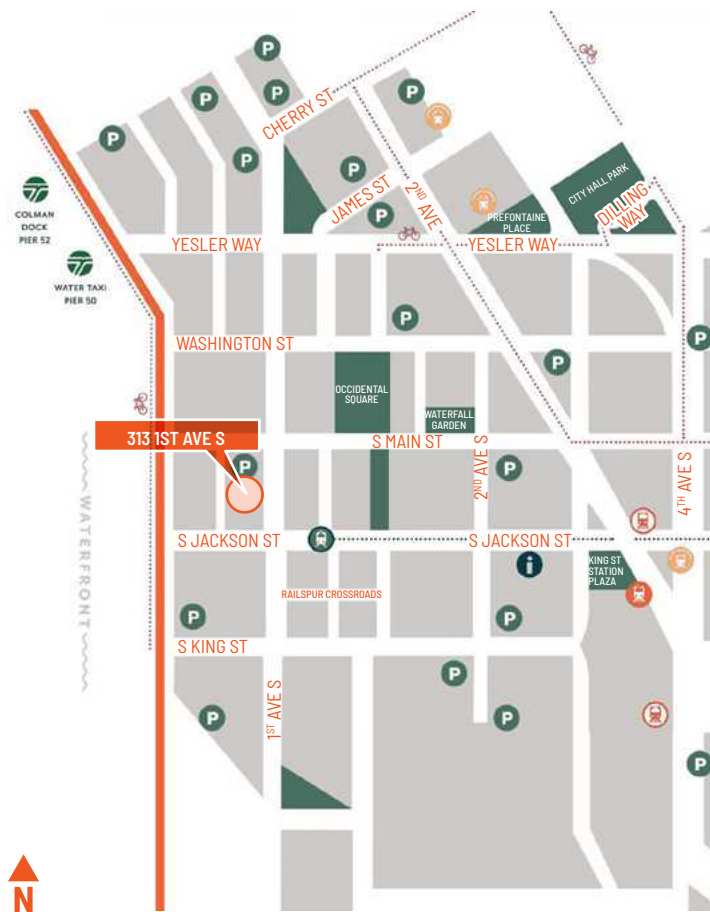 P
P
P
P
P
CHERRY ST
P
P
P
COLMAN
DOCK
PIER 52
JAMES ST
P
2ND AVE
PREFONTAINE
PLACE
CITY HALL PARK
DILLING
WAY
YESLER WAY
YESLER WAY
WATER TAXI
PIER 50
P
WASHINGTON ST
P
P
OCCIDENTAL
SQUARE
WATERFALL
GARDEN
313 1ST AVE S
S MAIN ST
P
P
2ND AVE S
4TH AVE S
WATERFRONT
S JACKSON ST
S JACKSON ST
i
KING ST
STATION
PLAZA
RAILSPUR CROSSROADS
P
P
S KING ST
P
1ST AVE S
P
P
P
N